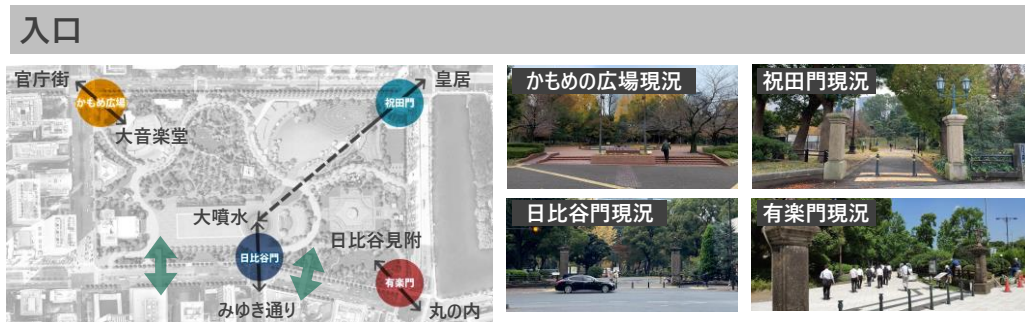 入口
官庁街
かもめ広場
大音楽堂
皇居
祝田門
大噴水
日比谷門
みゆき通り
日比谷見附
有楽門
丸の内
かもめの広場現況
祝田門現況
日比谷門現況
有楽門現況